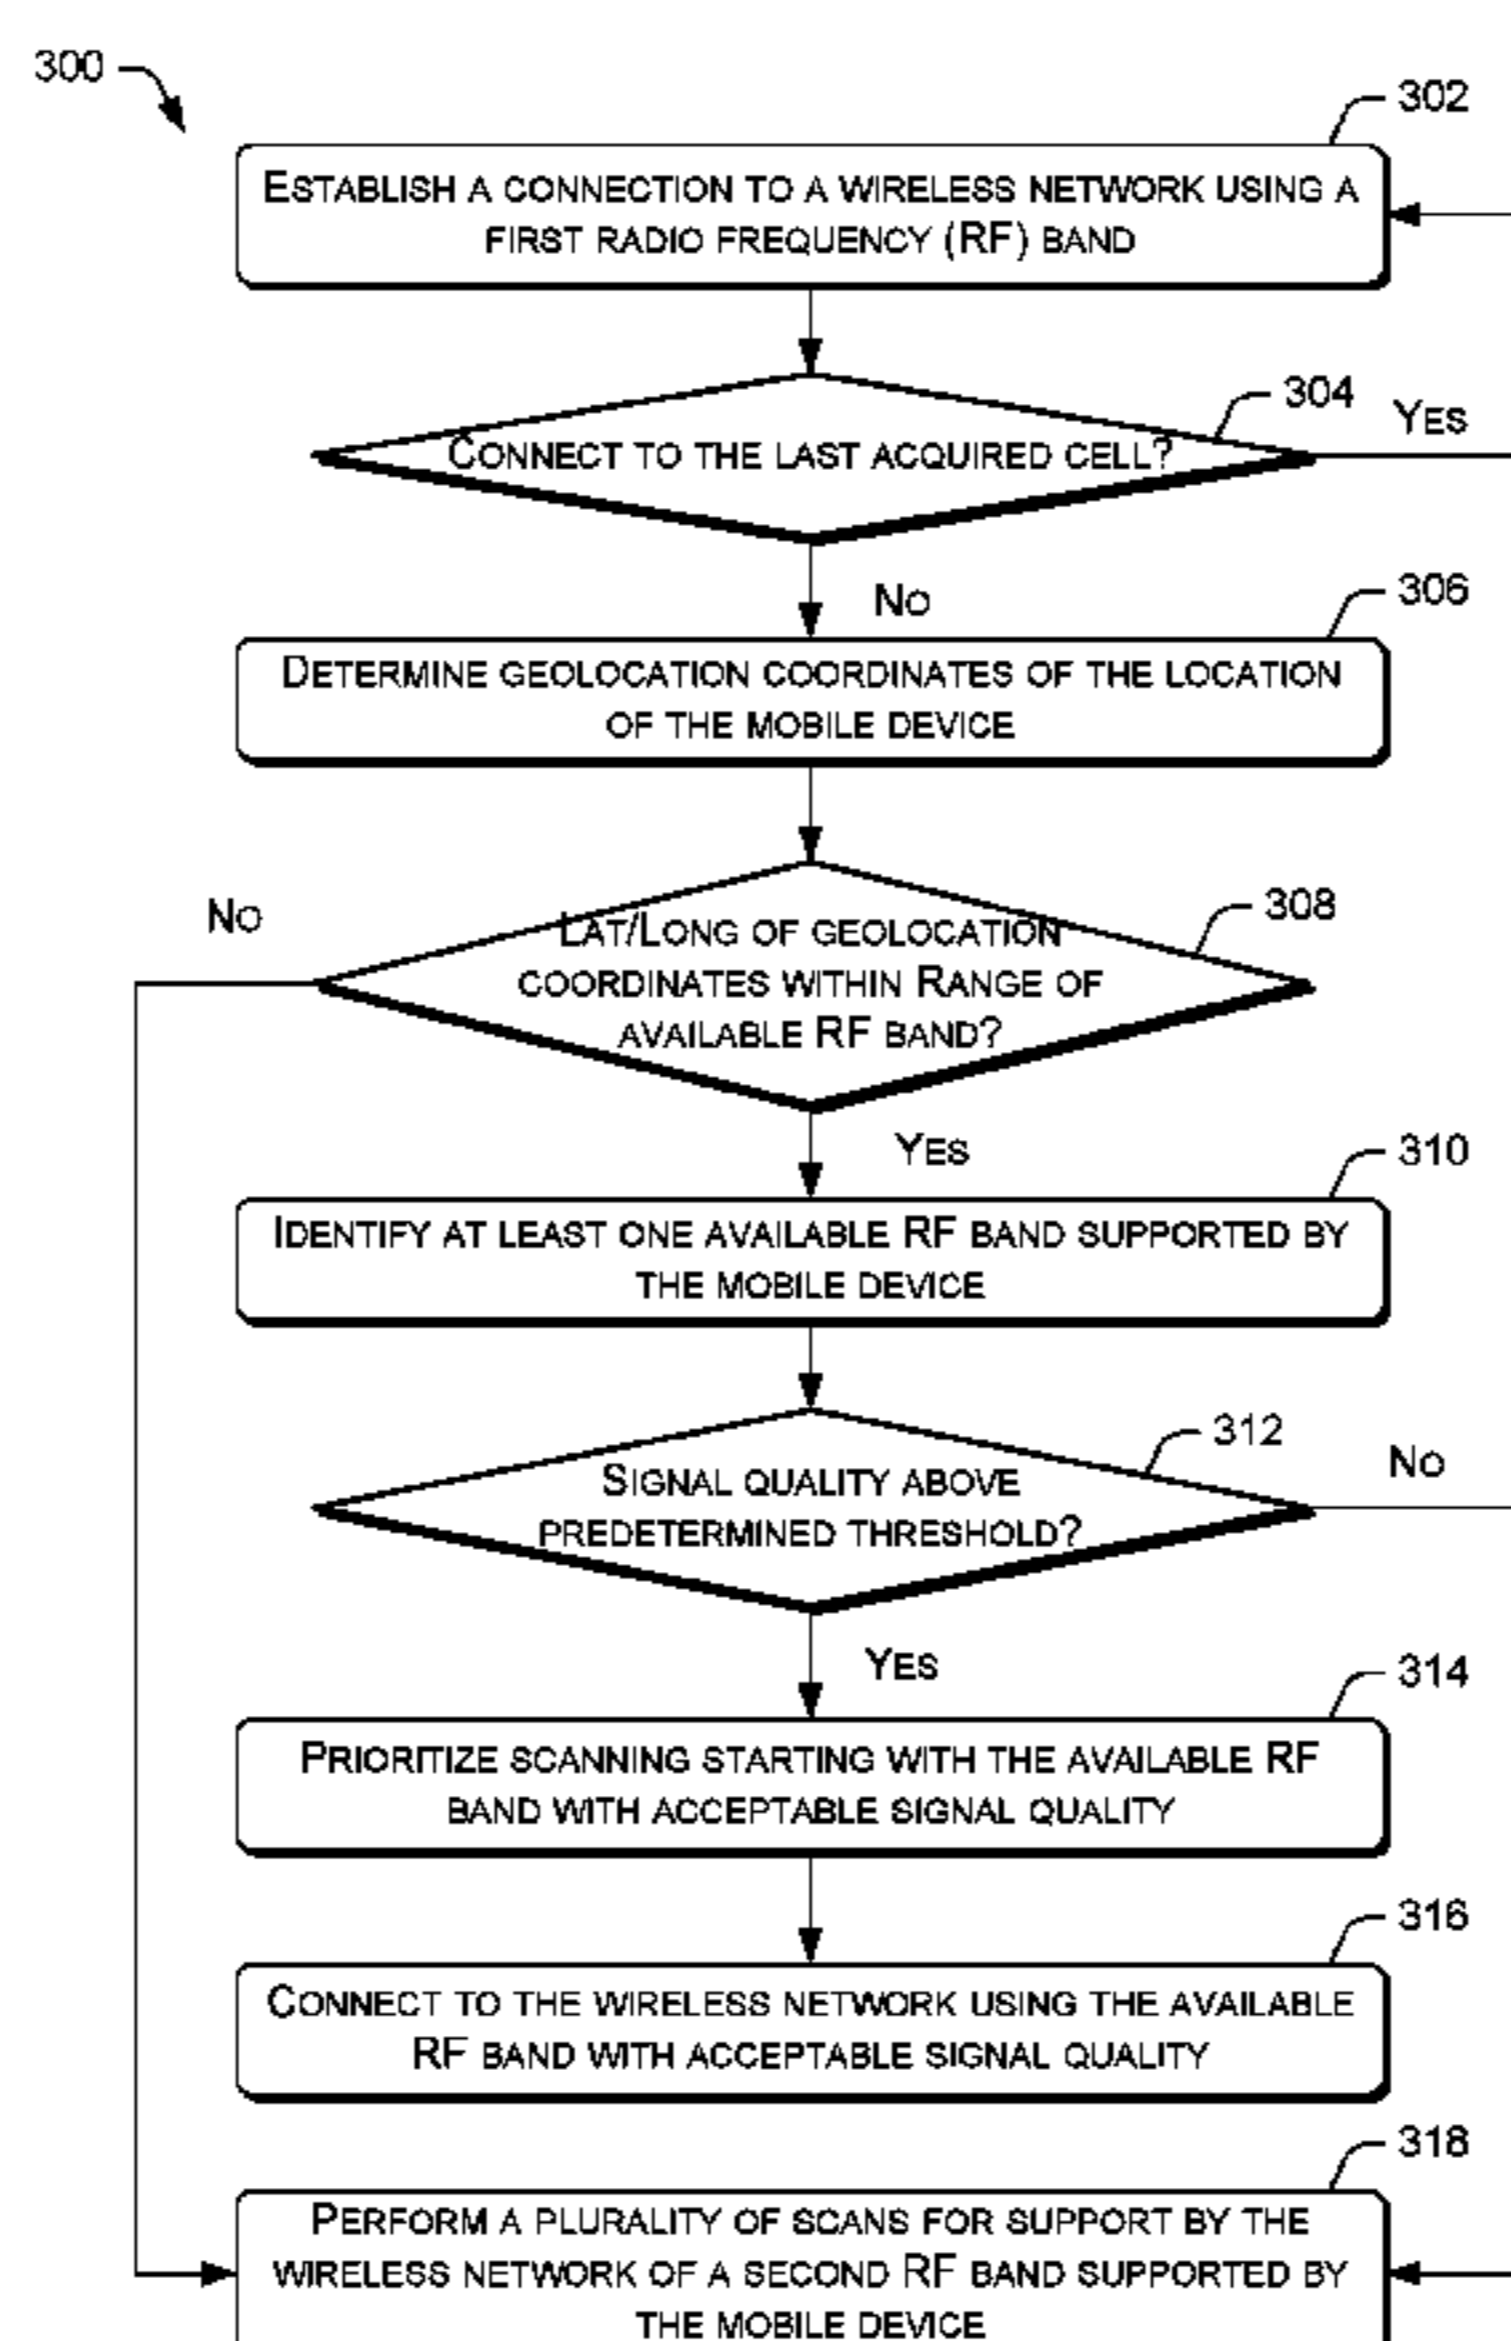 300
302
ESTABLISH A CONNECTION TO A WIRELESS NETWORK USING A
FIRST RADIO FREQUENCY (RF) BAND
304
YES
CONNECT TO THE LAST ACQUIRED CELL?
NO
306
DETERMINE GEOLOCATION COORDINATES OF THE LOCATION
OF THE MOBILE DEVICE
NO
308
LAT/LONG OF GEOLOCATION
COORDINATES WITHIN RANGE OF
AVAILABLE RF BAND?
YES
310
IDENTIFY AT LEAST ONE AVAILABLE RF BAND SUPPORTED BY
THE MOBILE DEVICE
312
NO
SIGNAL QUALITY ABOVE
PREDETERMINED THRESHOLD?
YES
314
PRIORITIZE SCANNING STARTING WITH THE AVAILABLE RF
BAND WITH ACCEPTABLE SIGNAL QUALITY
316
CONNECT TO THE WIRELESS NETWORK USING THE AVAILABLE
RF BAND WITH ACCEPTABLE SIGNAL QUALITY
318
PERFORM A PLURALITY OF SCANS FOR SUPPORT BY THE
WIRELESS NETWORK OF A SECOND RF BAND SUPPORTED BY
THE MOBILE DEVICE